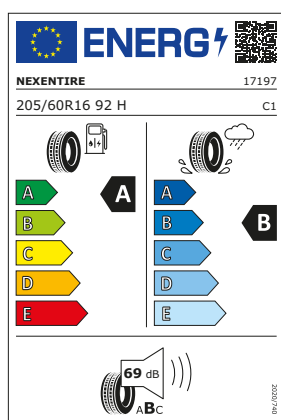 ENERG
NEXENTIRE 17197
205/60R16 92 H C1
A A A
B B B
C C
D D
E E
69 dB
ABC
2020/740